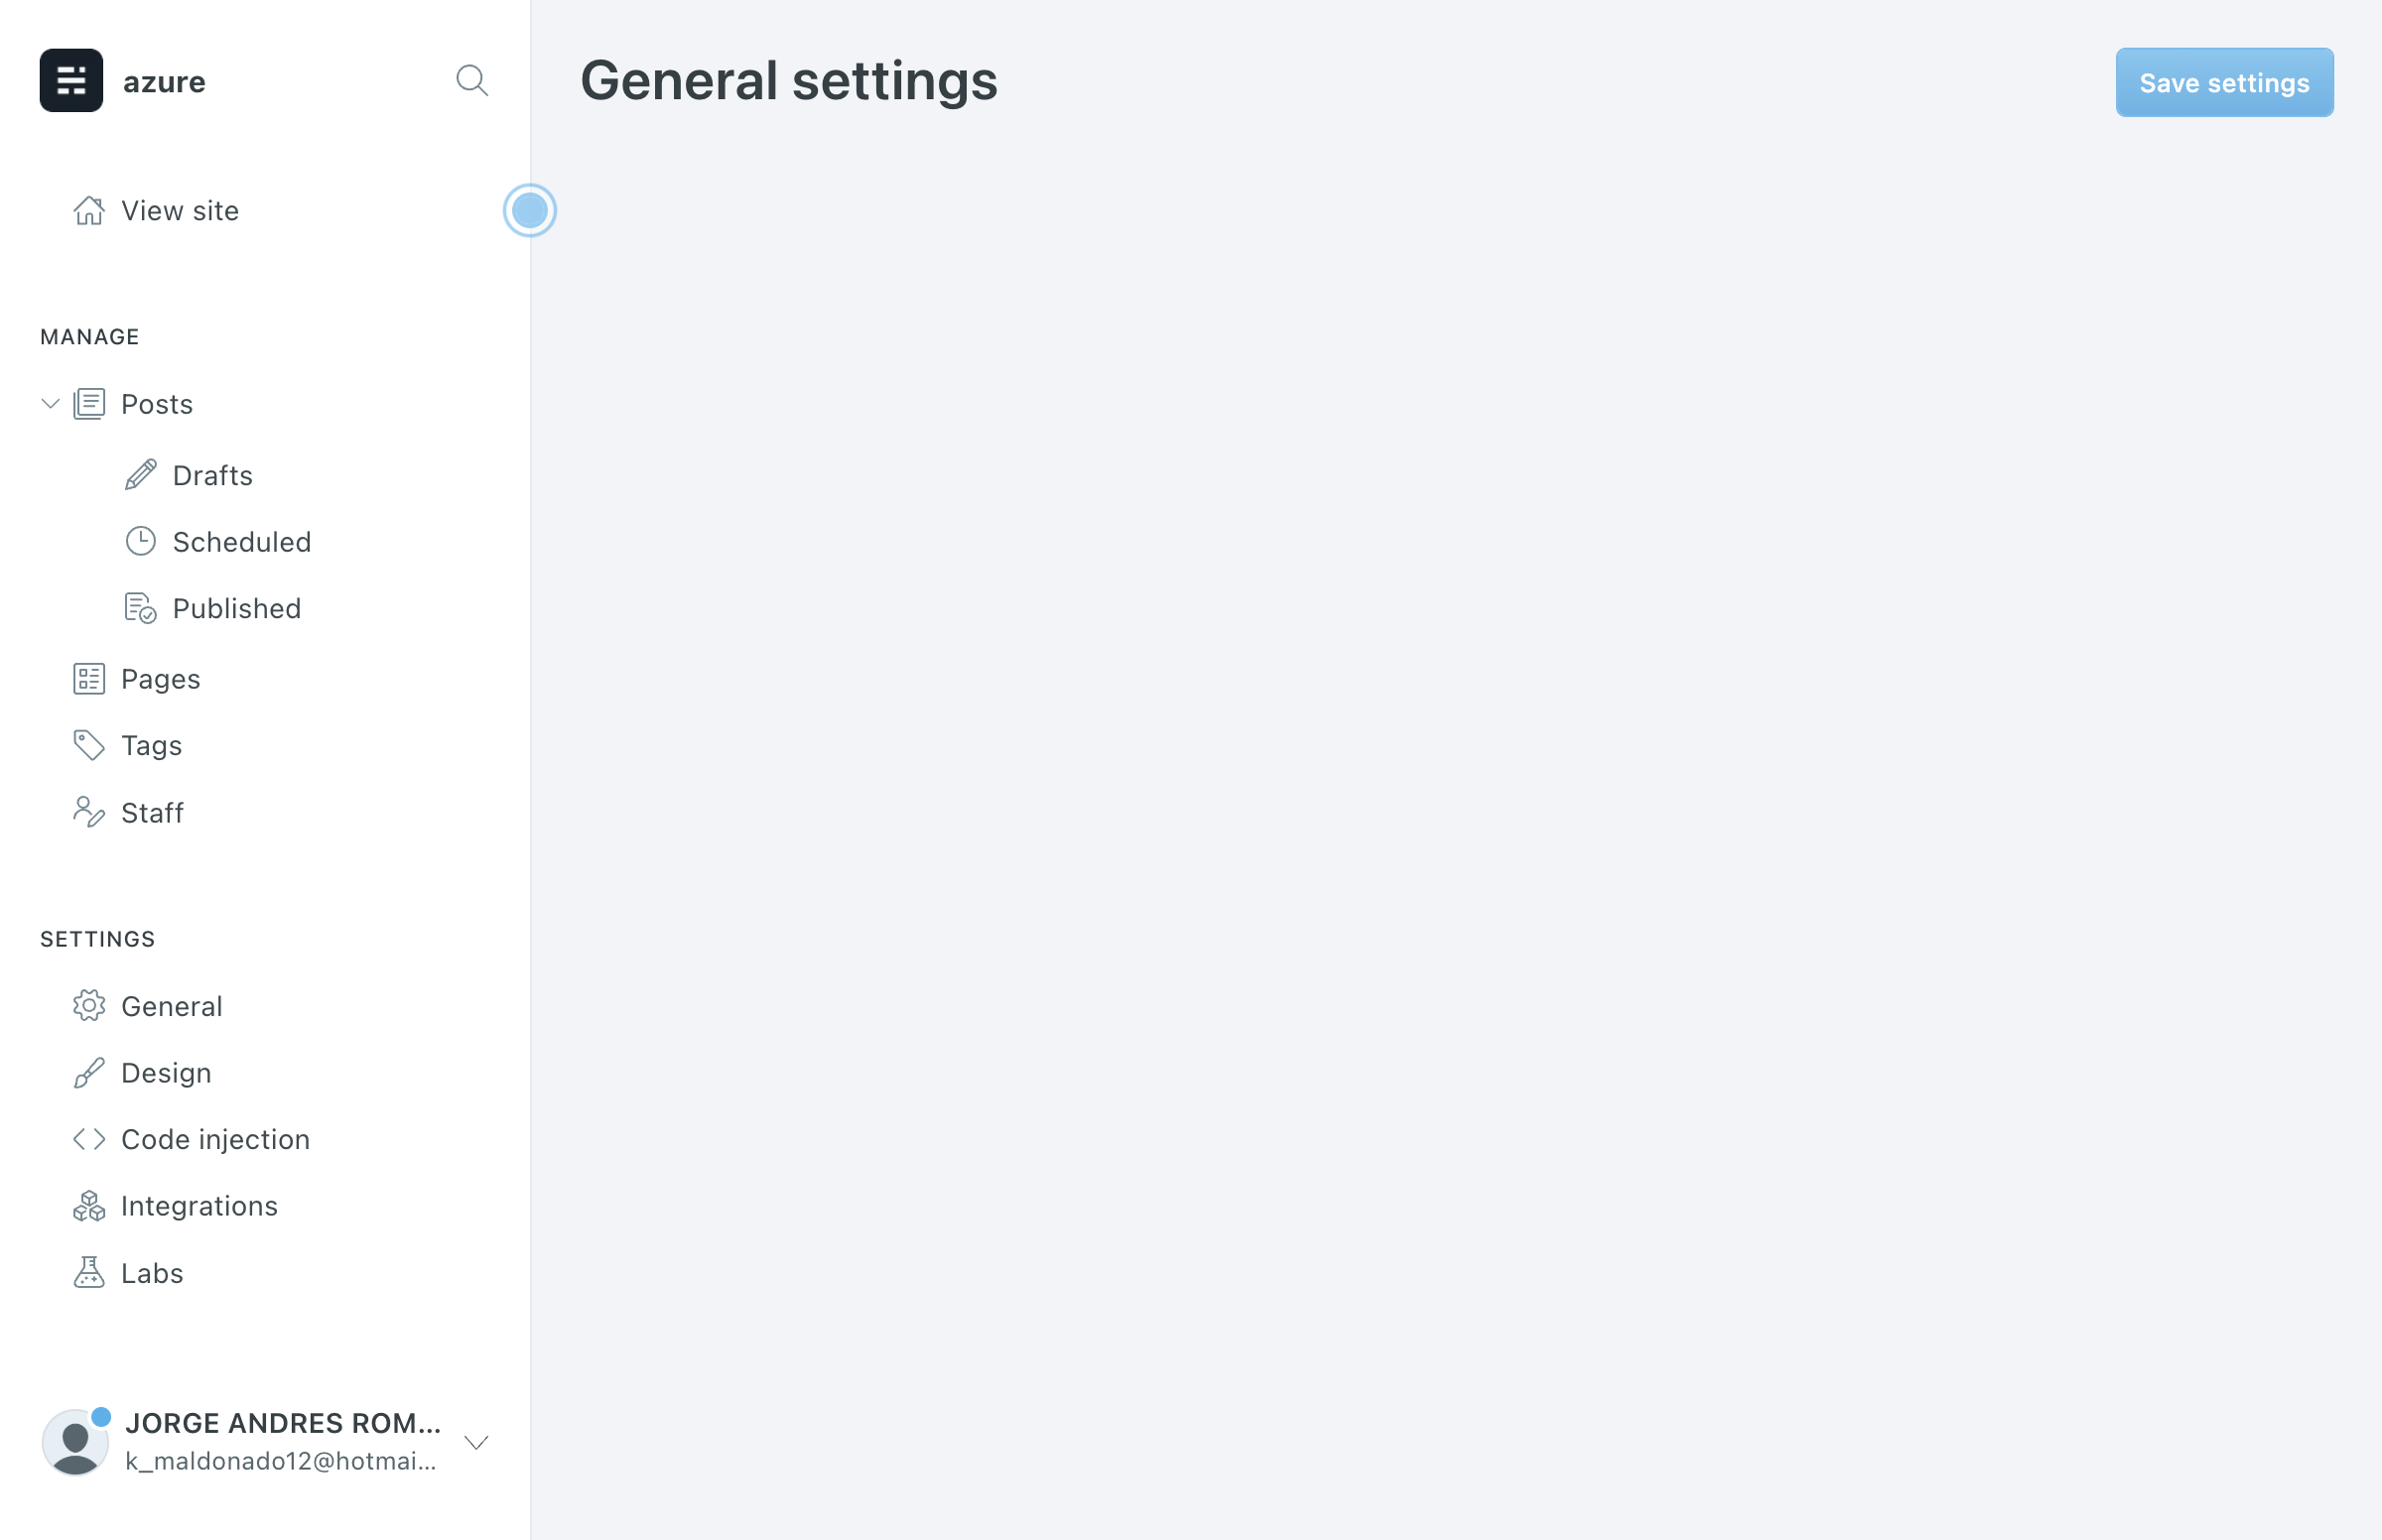 azure
General settings
Save settings
View site
MANAGE
Posts
Drafts
Scheduled
Published
Pages
Tags
Staff
SETTINGS
General
Design
Code injection
Integrations
Labs
JORGE ANDRES ROM...
k_maldonado12@hotmai...